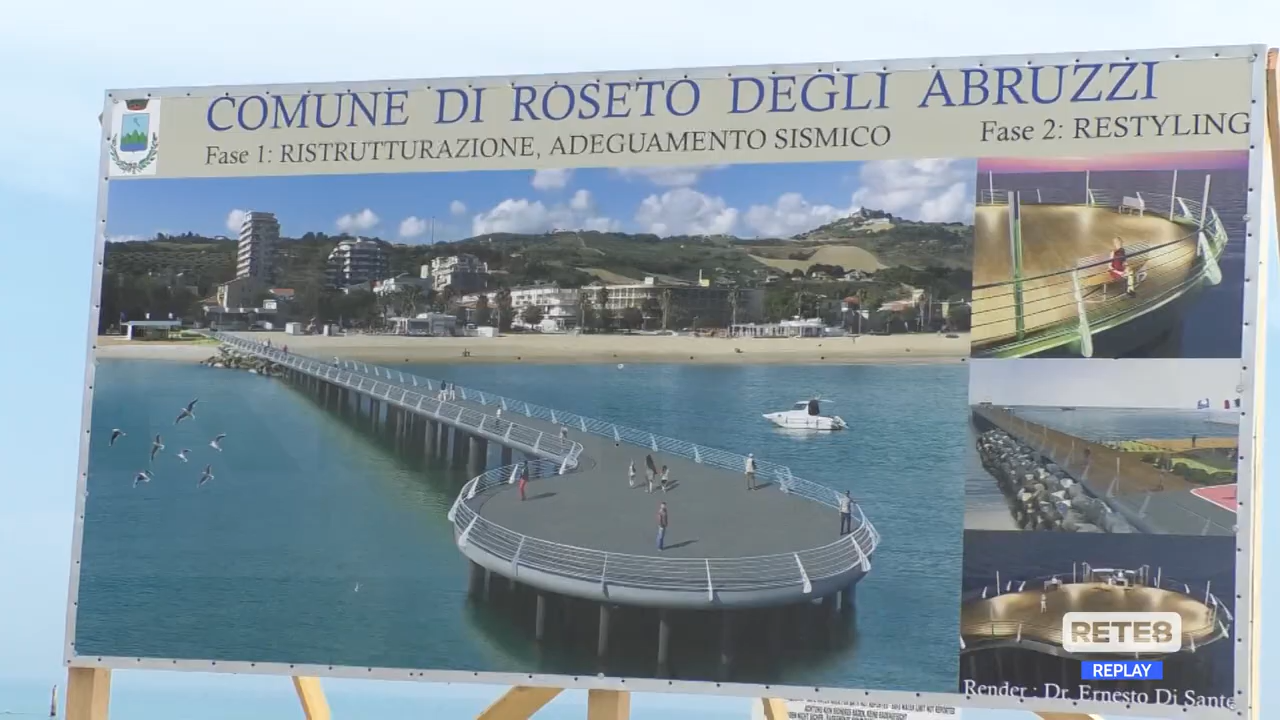 COMUNE DI ROSETO DEGLI ABRUZZI
Fase 1: RISTRUTTURAZIONE, ADEGUAMENTO SISMICO
Fase 2: RESTYLING
RETE8
REPLAY
Render : Dr. Ernesto Di Sante